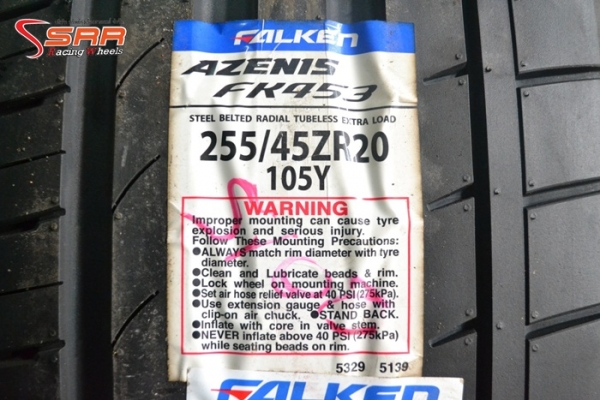 SSRR
Racing Wheels
FALKEN
AZENIS
FK453
STEEL BELTED RADIAL TUBELESS EXTRA LOAD
255/45ZR20
105Y
WARNING
Improper mounting can cause tyre
explosion and serious injury.
Follow These Mounting Precautions:
●ALWAYS match rim diameter with tyre
diameter.
●Clean and Lubricate beads & rim.
●Lock wheel on mounting machine.
●Set air hose relief valve at 40 PSI (275kPa).
●Use extension gauge & hose with
clip-on air chuck. ●STAND BACK.
●Inflate with core in valve stem.
●NEVER inflate above 40 PSI (275kPa)
while seating beads on rim.
5329 5139
FALKEN